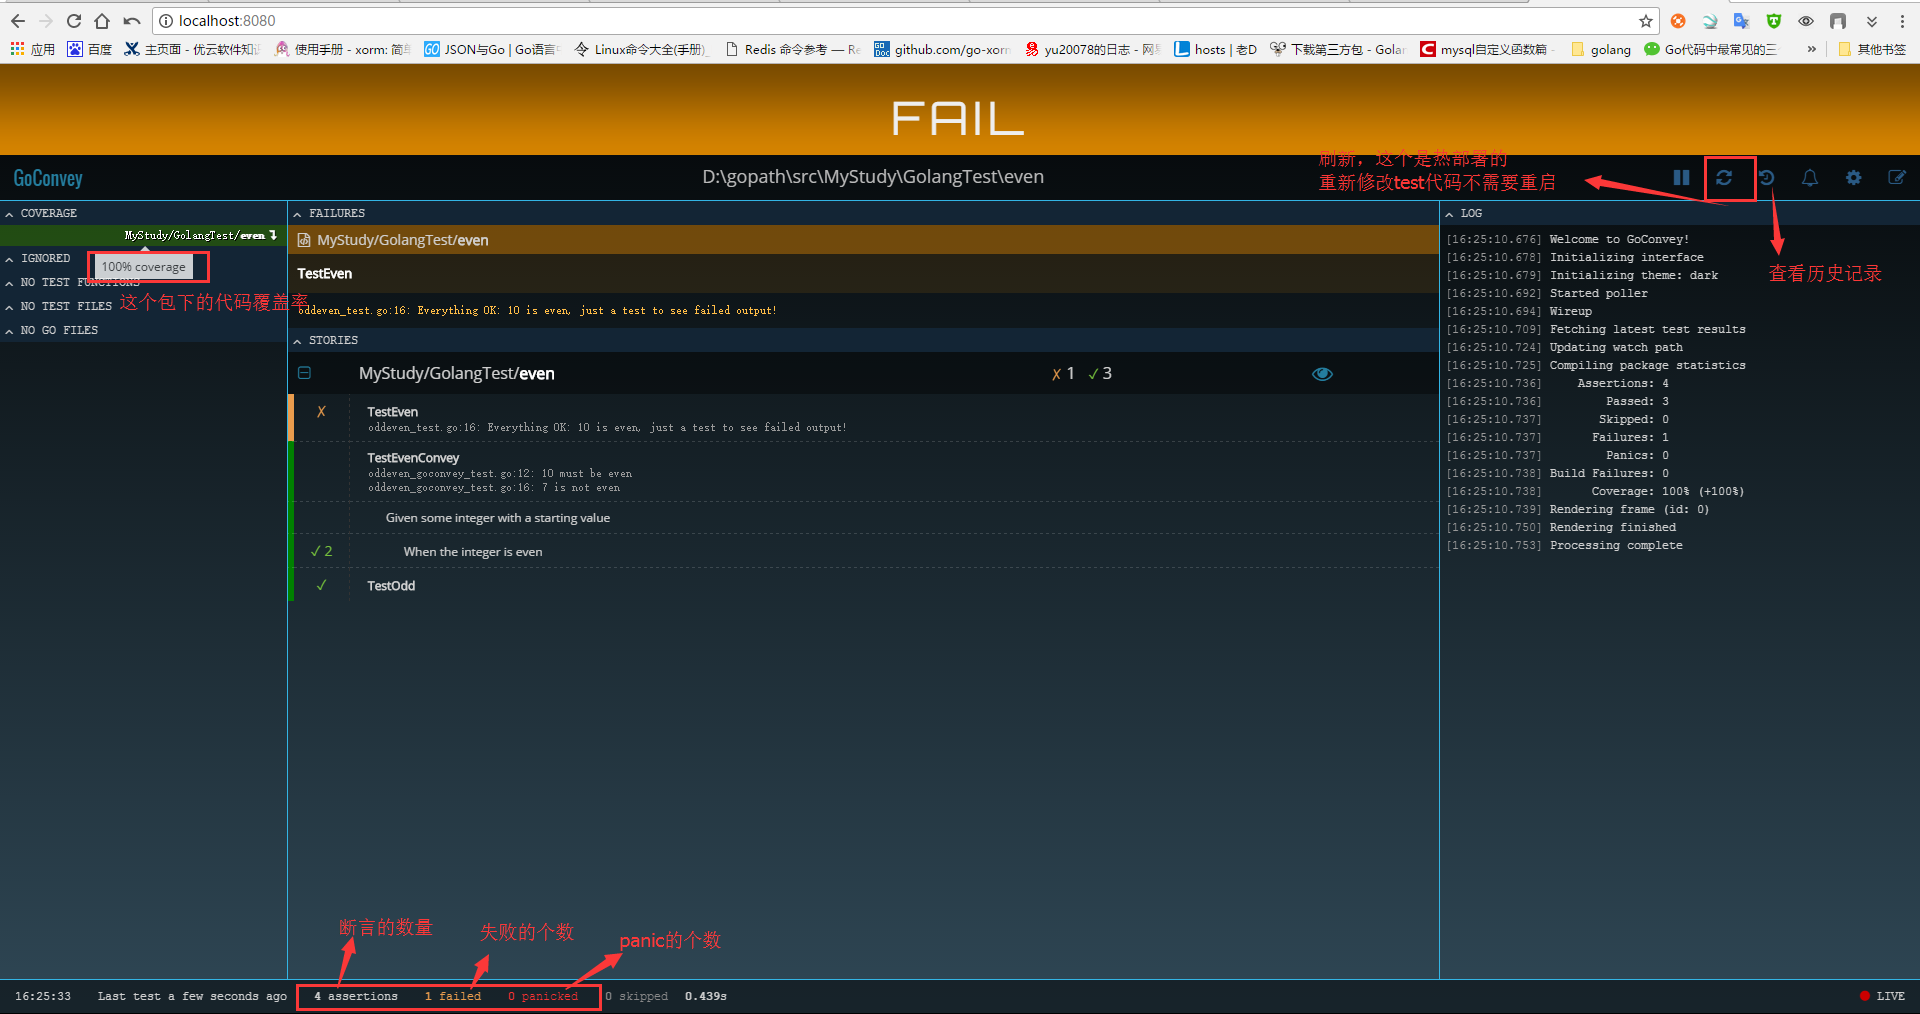 localhost:8080
应用 百度 主页面 - 优云软件知 使用手册 - xorm: 简单 JSON与Go | Go语言 Linux命令大全(手册) Redis 命令参考 — Re github.com/go-xorm yu20078的日志 - 网易 hosts | 老D 下载第三方包 - Golan mysql自定义函数篇 - golang Go代码中最常见的三 » 其他书签
FAIL
刷新，这个是热部署的
重新修改test代码不需要重启
GoConvey
D:\gopath\src\MyStudy\GolangTest\even
查看历史记录
COVERAGE
MyStudy/GolangTest/even
100% coverage
IGNORED
NO TEST FUNCTIONS
NO TEST FILES
这个包下的代码覆盖率
NO GO FILES
FAILURES
MyStudy/GolangTest/even
TestEven
oddeven_test.go:16: Everything OK: 10 is even, just a test to see failed output!
STORIES
MyStudy/GolangTest/even ✗ 1 ✓ 3
✗ TestEven
oddeven_test.go:16: Everything OK: 10 is even, just a test to see failed output!
TestEvenConvey
oddeven_goconvey_test.go:12: 10 must be even
oddeven_goconvey_test.go:16: 7 is not even
Given some integer with a starting value
✓ 2 When the integer is even
✓ TestOdd
LOG
[16:25:10.676] Welcome to GoConvey!
[16:25:10.678] Initializing interface
[16:25:10.679] Initializing theme: dark
[16:25:10.692] Started poller
[16:25:10.694] Wireup
[16:25:10.709] Fetching latest test results
[16:25:10.724] Updating watch path
[16:25:10.725] Compiling package statistics
[16:25:10.736] Assertions: 4
[16:25:10.736] Passed: 3
[16:25:10.737] Skipped: 0
[16:25:10.737] Failures: 1
[16:25:10.737] Panics: 0
[16:25:10.738] Build Failures: 0
[16:25:10.738] Coverage: 100% (+100%)
[16:25:10.739] Rendering frame (id: 0)
[16:25:10.750] Rendering finished
[16:25:10.753] Processing complete
断言的数量
失败的个数
panic的个数
16:25:33 Last test a few seconds ago 4 assertions 1 failed 0 panicked 0 skipped 0.439s LIVE